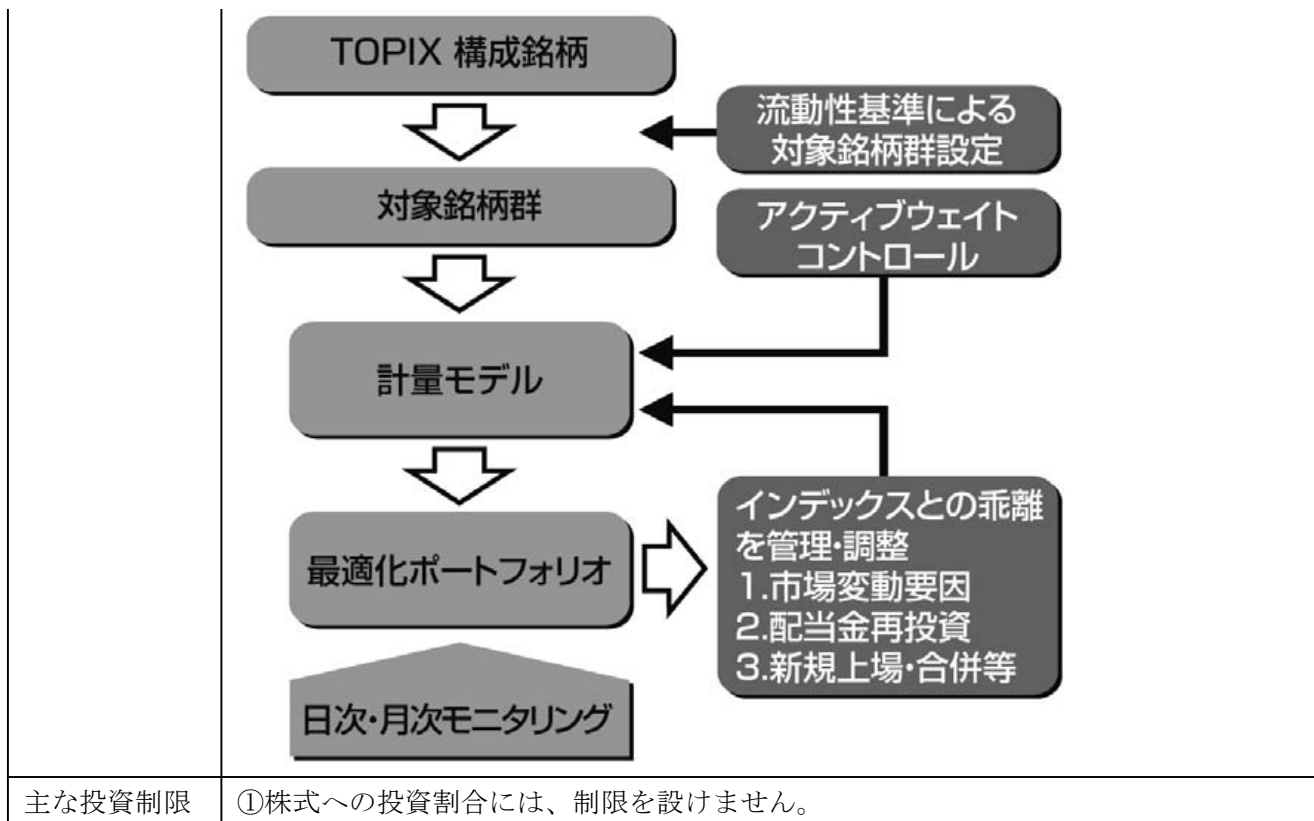 TOPIX 構成銘柄
流動性基準による
対象銘柄群設定
対象銘柄群
アクティブウェイト
コントロール
計量モデル
最適化ポートフォリオ
インデックスとの乖離
を管理・調整
1.市場変動要因
2.配当金再投資
3.新規上場・合併等
日次・月次モニタリング
主な投資制限
①株式への投資割合には、制限を設けません。